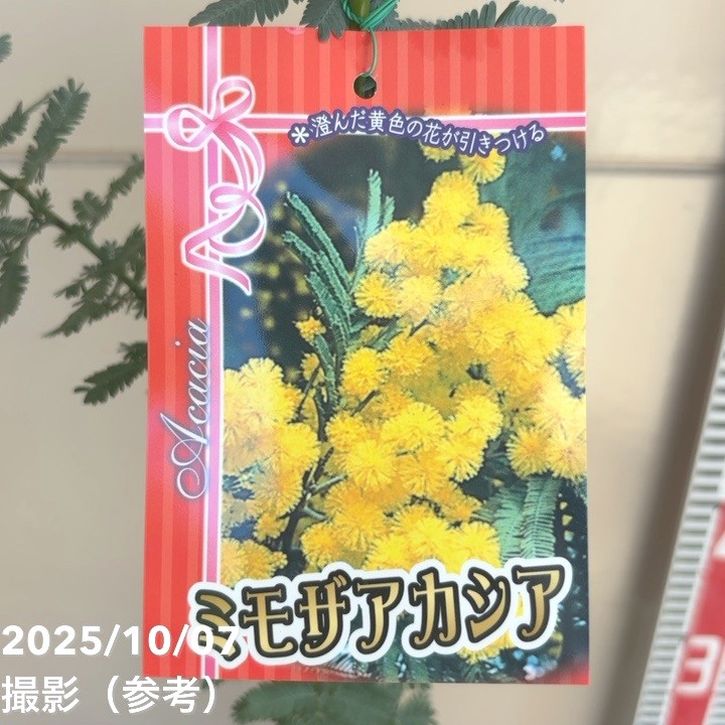 *澄んだ黄色の花が引きつける
Acacia
ミモザアカシア
2025/10/07
撮影（参考）
3